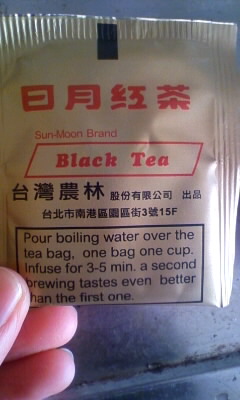 日月紅茶
Sun-Moon Brand
Black Tea
台灣農林 股份有限公司 出品
台北市南港區園區街3號15F
Pour boiling water over the
tea bag, one bag one cup.
Infuse for 3-5 min. a second
brewing tastes even better
than the first one.